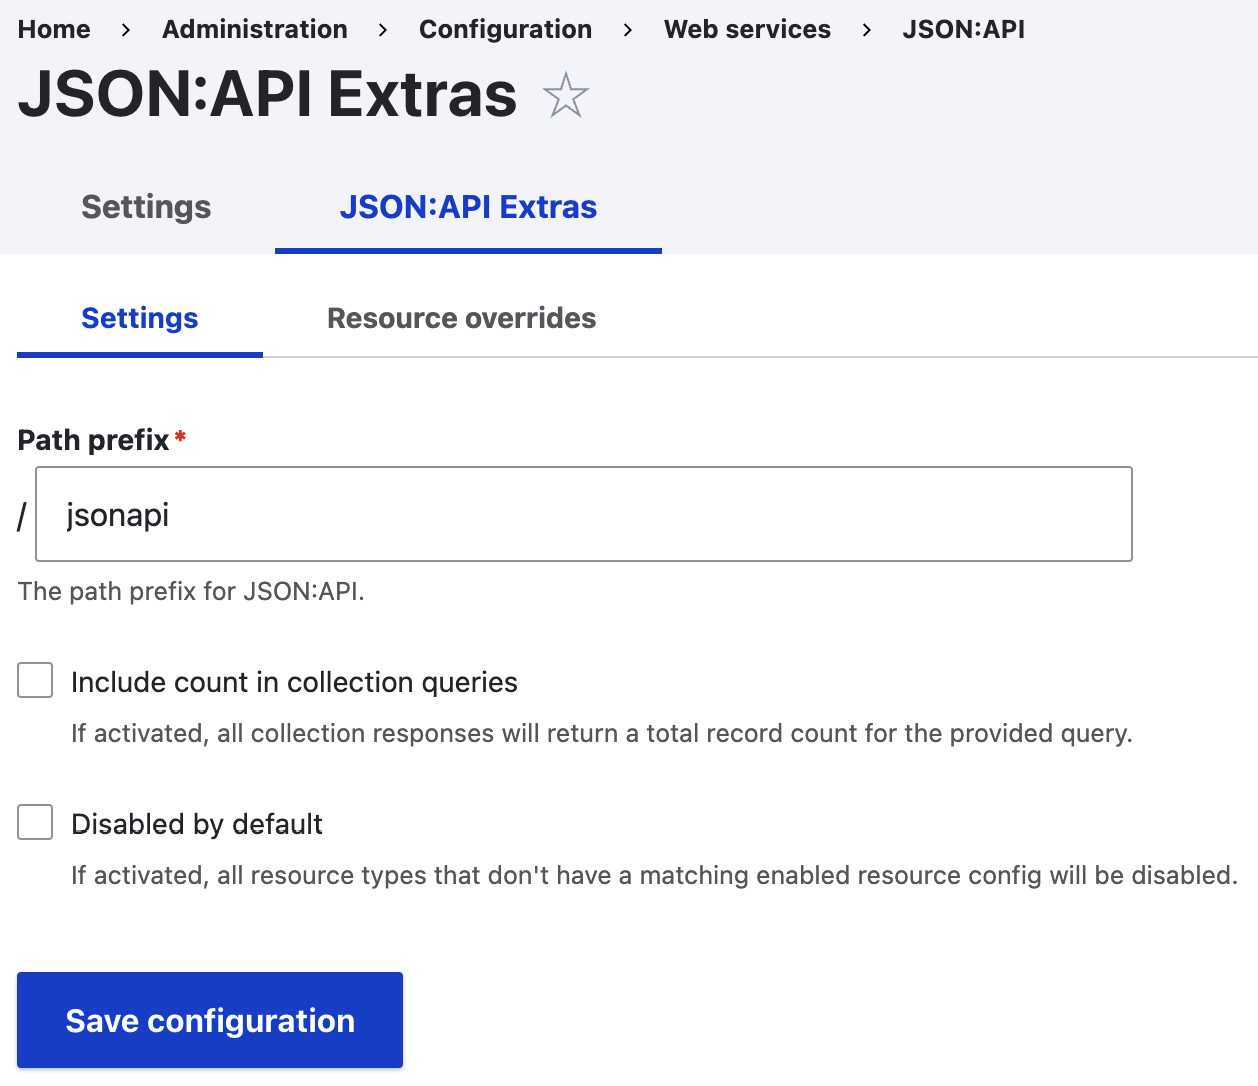 Home > Administration > Configuration > Web services > JSON:API
JSON:API Extras
Settings JSON:API Extras
Settings Resource overrides
Path prefix*
/ jsonapi
The path prefix for JSON:API.
Include count in collection queries
If activated, all collection responses will return a total record count for the provided query.
Disabled by default
If activated, all resource types that don't have a matching enabled resource config will be disabled.
Save configuration